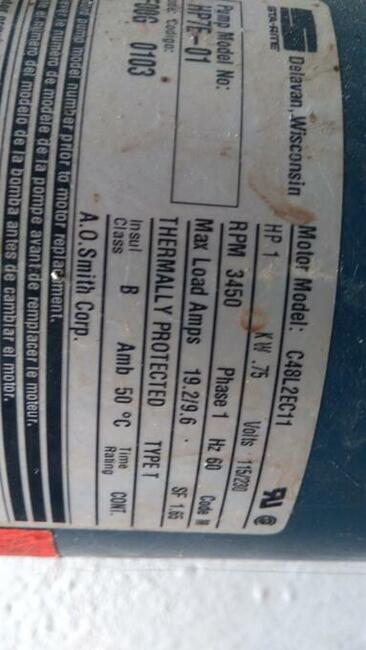 STA-RITE
Delavan, Wisconsin
Pump Model No:
HP7E-01
0103
Motor Model: C48L2EC11
HP 1 KW .75 Volts 115/230
RPM 3450 Phase 1 Hz 60 Code
Max Load Amps 19.2/9.6
THERMALLY PROTECTED TYPE T SF 1.65
Insul Class B Amb 50 °C Time Rating CONT.
A.O.Smith Corp.
pump model number prior to motor replacement.
le numéro de modèle de la pompe avant de remplacer le moteur.
el número del modelo de la bomba antes de cambiar el motor.